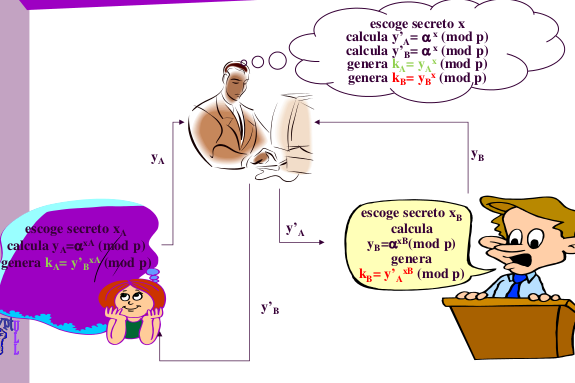 escoge secreto x
calcula y'A= α x (mod p)
calcula y'B= α x (mod p)
genera kA= yAx (mod p)
genera kB= yBx (mod p)
yA
yB
escoge secreto xA
calcula yA=αxA (mod p)
genera kA= y'BxA (mod p)
y'A
escoge secreto xB
calcula
yB=αxB(mod p)
genera
kB= y'AxB (mod p)
y'B